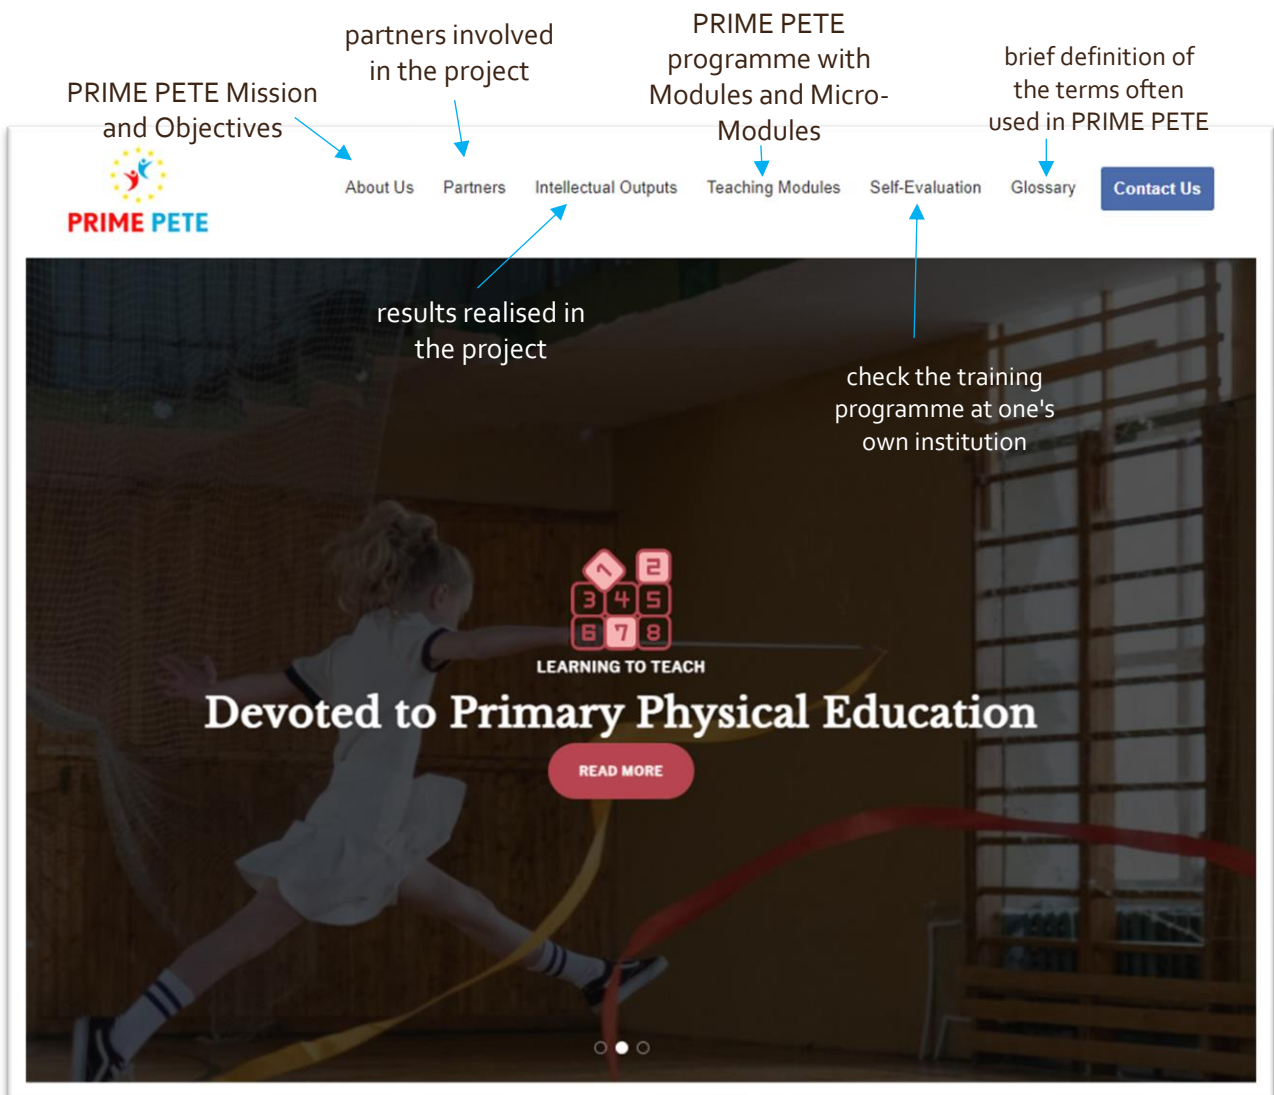 partners involved
in the project
PRIME PETE
programme with
Modules and Micro-
Modules
brief definition of
the terms often
used in PRIME PETE
PRIME PETE Mission
and Objectives
PRIME PETE
About Us
Partners
Intellectual Outputs
Teaching Modules
Self-Evaluation
Glossary
Contact Us
results realised in
the project
check the training
programme at one's
own institution
1 2
3 4 5
6 7 8
LEARNING TO TEACH
Devoted to Primary Physical Education
READ MORE